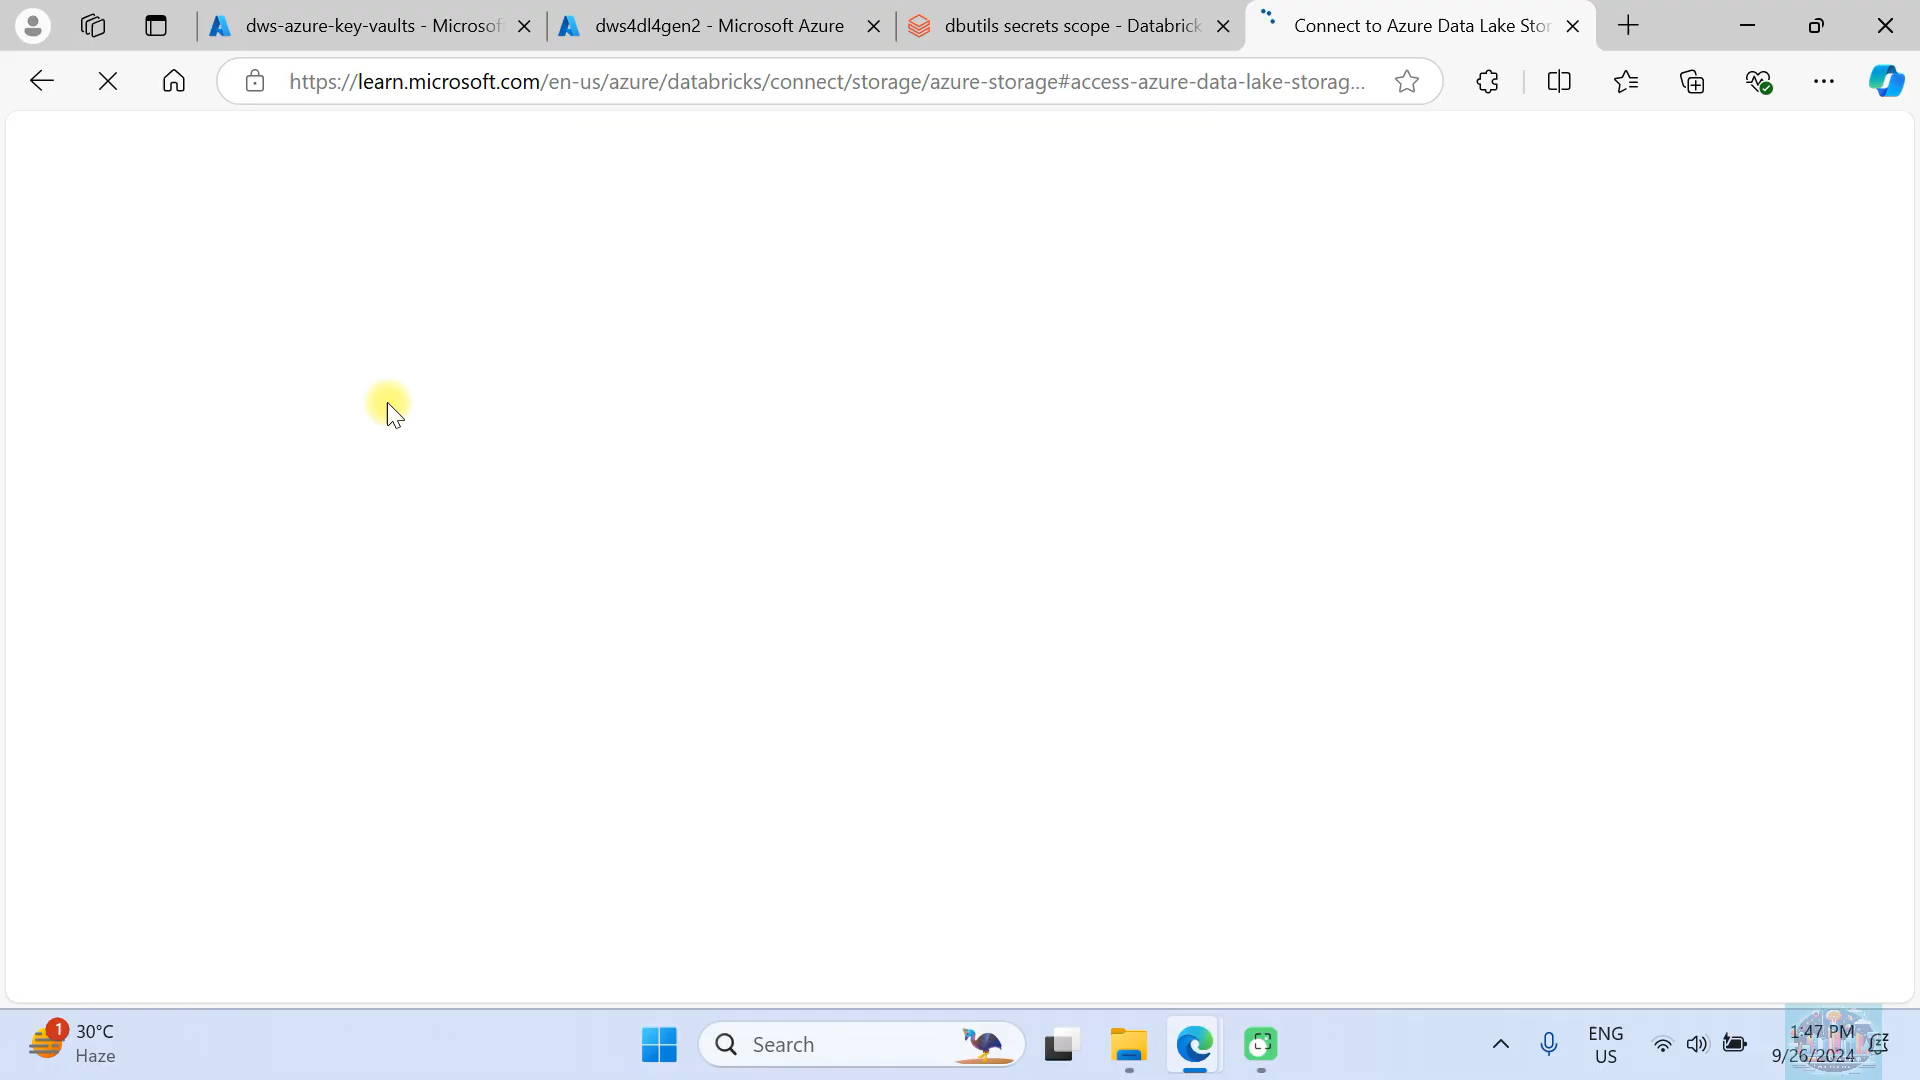 dws-azure-key-vaults - Microsof
dws4dl4gen2 - Microsoft Azure
dbutils secrets scope - Databrick
Connect to Azure Data Lake Stor
https://learn.microsoft.com/en-us/azure/databricks/connect/storage/azure-storage#access-azure-data-lake-storag...
1
30°C
Haze
Search
ENG
US
1:47 PM
9/26/2024